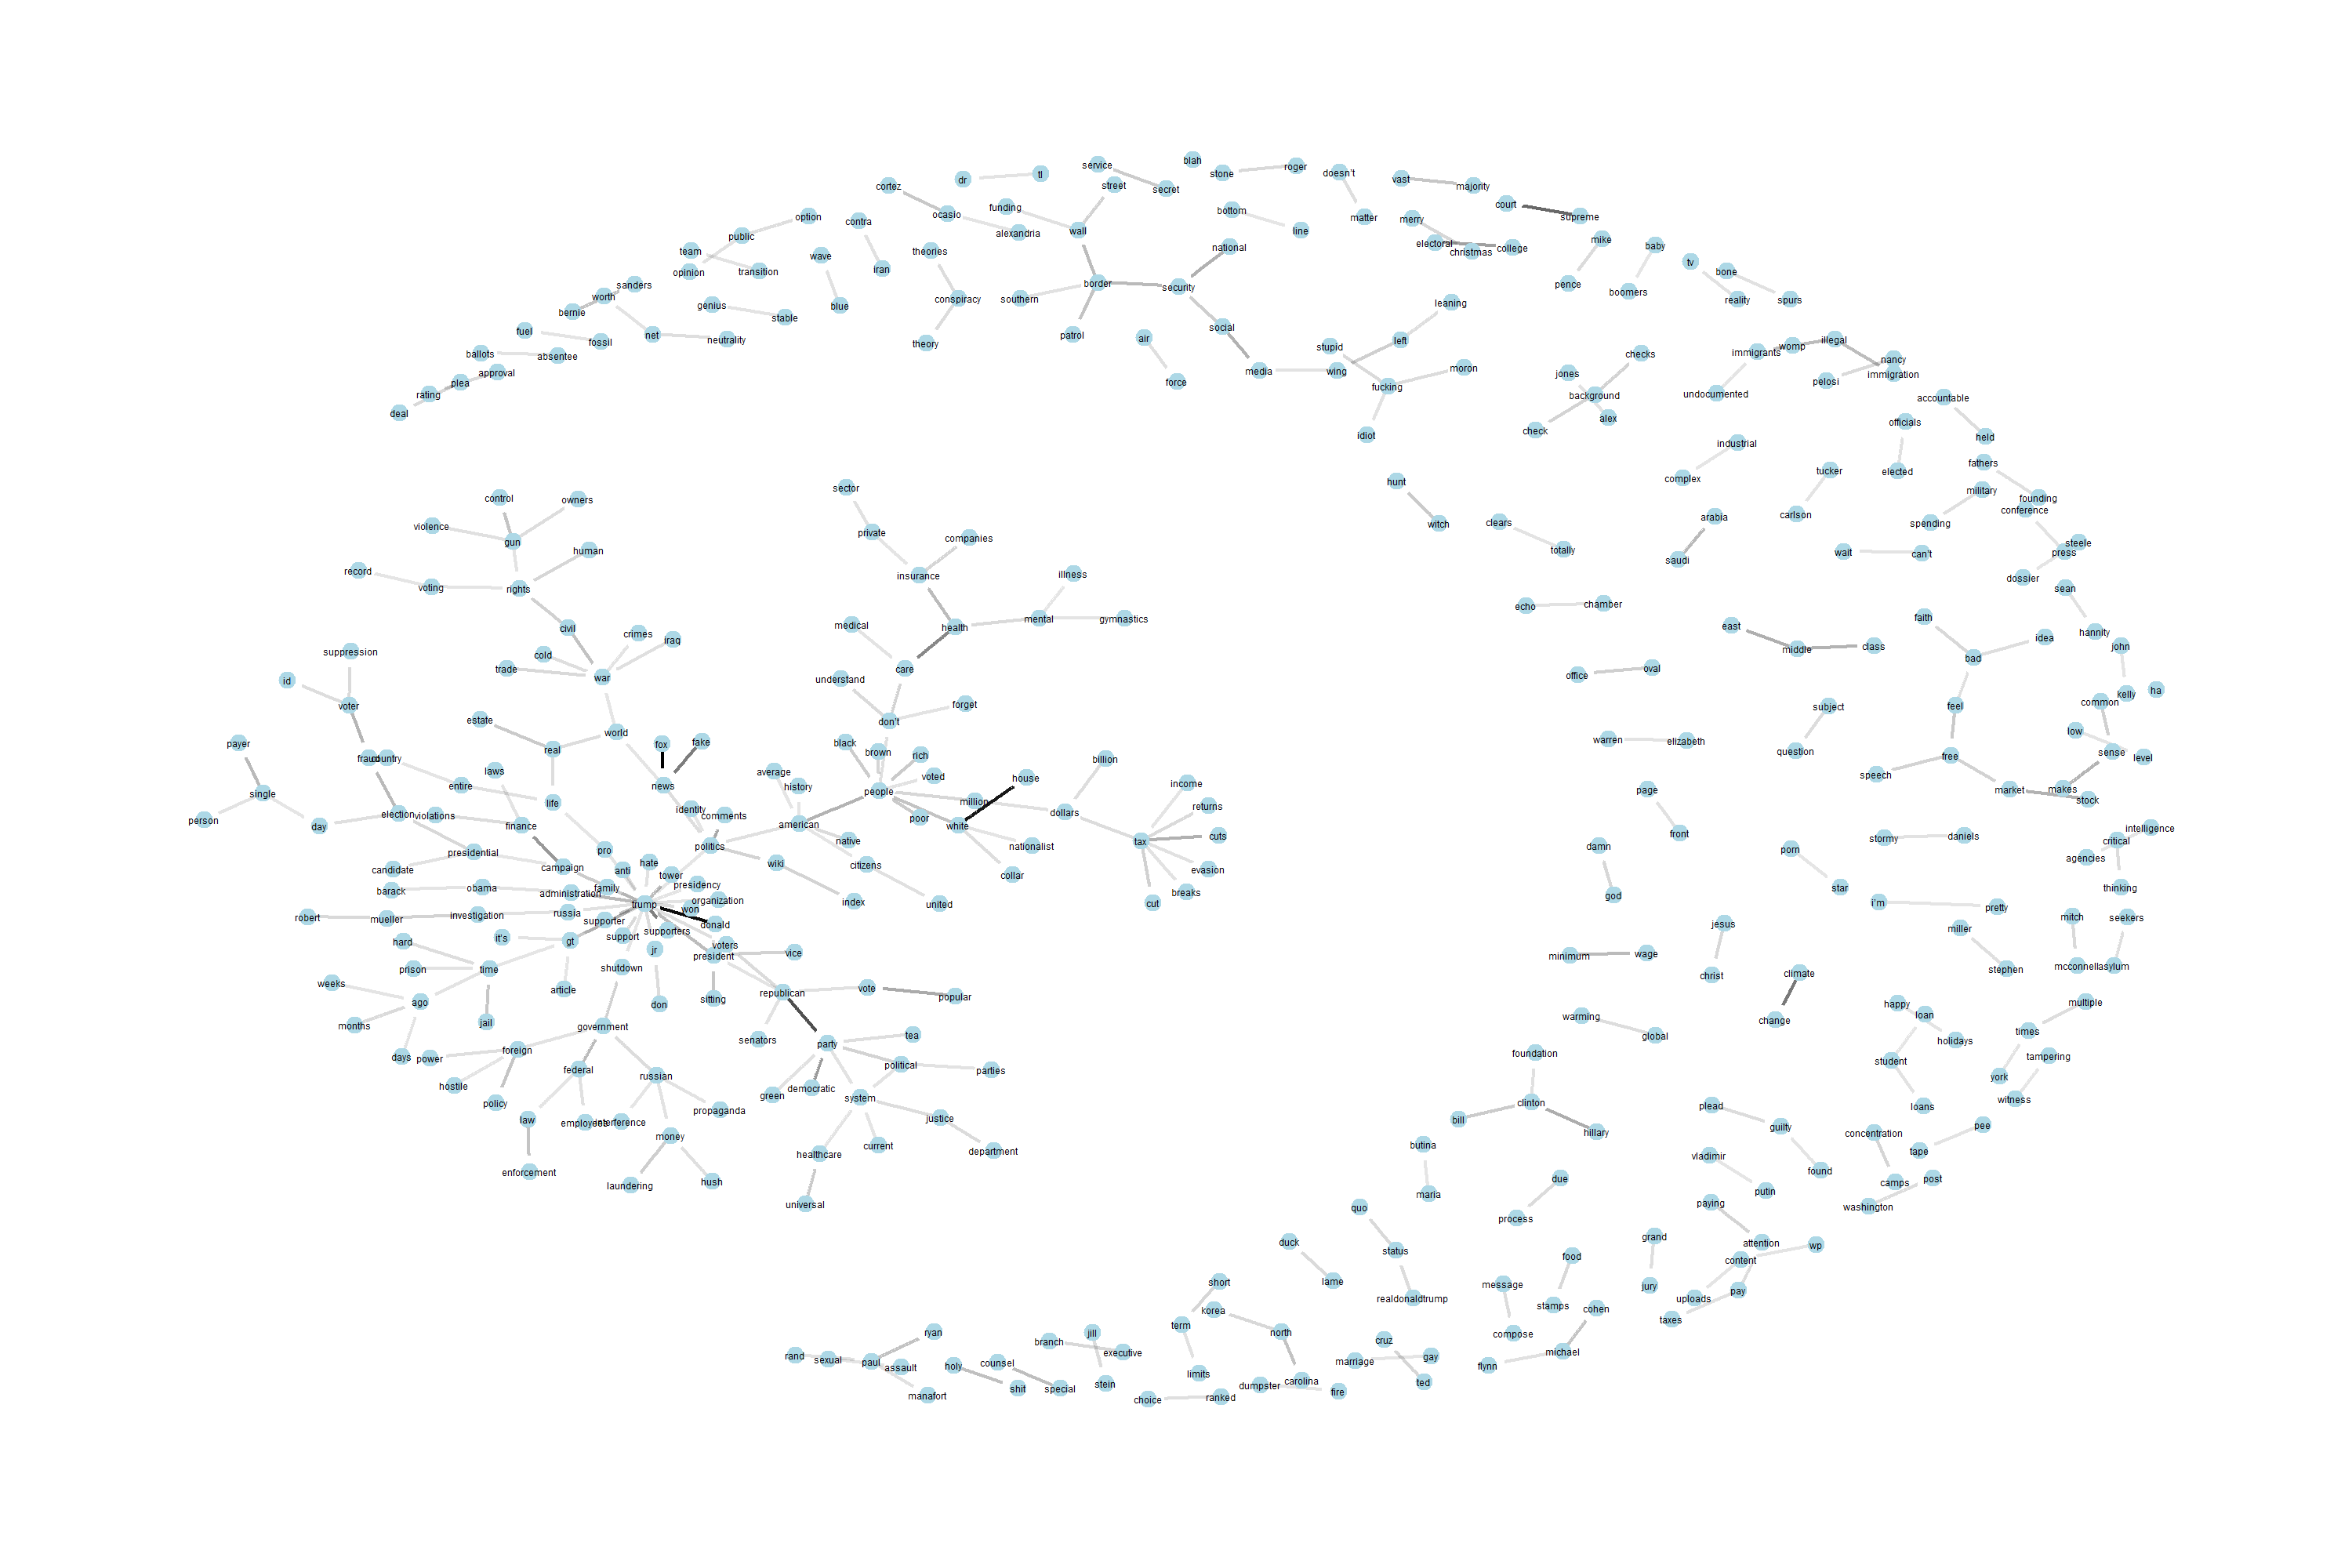 blah
service
roger
stone
doesn't
dr
tl
vast
cortez
street
secret
majority
court
funding
ocasio
bottom
option
supreme
merry
matter
contra
public
alexandria
wall
line
mike
electoral
college
baby
national
team
theories
christmas
wave
tv
iran
opinion
transition
bone
sanders
border
security
pence
boomers
worth
southern
conspiracy
reality
spurs
genius
blue
leaning
bernie
stable
social
fuel
net
patrol
air
neutrality
left
illegal
fossil
theory
stupid
womp
immigrants
checks
ballots
absentee
nancy
approval
media
wing
moron
jones
immigration
plea
force
fucking
pelosi
rating
background
undocumented
accountable
deal
alex
officials
check
idiot
held
industrial
fathers
tucker
elected
complex
hunt
sector
military
control
owners
founding
conference
carlson
arabia
clears
spending
witch
violence
private
companies
gun
steele
human
totally
wait
can't
press
saudi
record
insurance
illness
dossier
voting
rights
sean
echo
chamber
mental
gymnastics
faith
medical
east
civil
health
crimes
hannity
idea
iraq
john
class
suppression
middle
cold
bad
trade
care
oval
war
office
id
understand
ha
kelly
common
voter
forget
feel
subject
don't
estate
low
world
warren
elizabeth
payer
fox
fake
black
real
brown
question
sense
rich
free
fraud
country
level
billion
laws
average
speech
voted
house
entire
news
history
income
people
page
market
makes
single
life
million
stock
identity
returns
dollars
comments
election
violations
poor
person
day
finance
american
white
intelligence
front
cuts
stormy
daniels
native
tax
critical
politics
nationalist
damn
porn
pro
presidential
agencies
hate
wiki
citizens
campaign
candidate
anti
evasion
collar
tower
presidency
star
thinking
obama
family
barack
administration
breaks
god
organization
index
united
cut
trump
i'm
won
pretty
russia
investigation
robert
mueller
mitch
seekers
supporter
jesus
donald
miller
supporters
it's
support
gt
hard
voters
jr
vice
president
minimum
wage
mcconnell
asylum
shutdown
time
prison
stephen
climate
christ
weeks
vote
article
republican
popular
sitting
ago
don
multiple
happy
loan
warming
change
jail
months
government
times
tea
global
senators
holidays
party
foreign
foundation
days
power
tampering
student
political
federal
parties
russian
york
hostile
democratic
green
system
witness
policy
clinton
plead
loans
propaganda
law
bill
justice
employees
interference
pee
guilty
hillary
concentration
money
butina
current
department
tape
healthcare
vladimir
enforcement
found
due
post
laundering
hush
camps
putin
maria
universal
paying
washington
quo
process
grand
duck
attention
wp
status
food
content
short
lame
message
jury
pay
realdonaldtrump
uploads
stamps
korea
cohen
taxes
term
ryan
jill
north
compose
branch
cruz
executive
michael
rand
sexual
paul
marriage
gay
counsel
assault
holy
flynn
limits
carolina
stein
ted
shit
special
dumpster
fire
manafort
choice
ranked